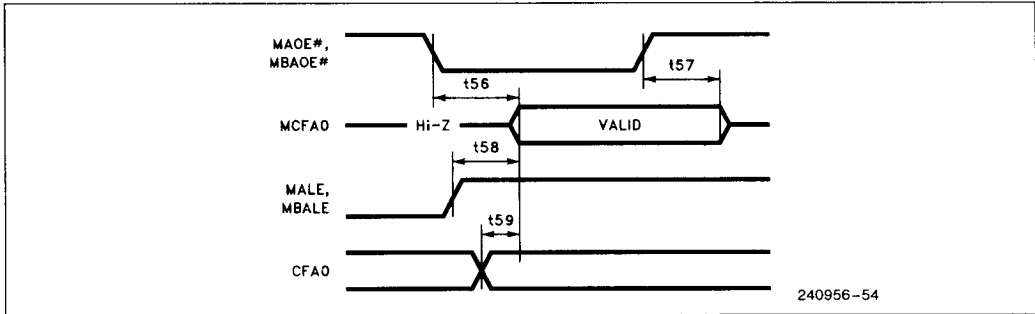 MAOE#,
MBAOE#
t56
t57
MCFA0
Hi-Z
VALID
t58
MALE,
MBALE
t59
CFA0
240956-54